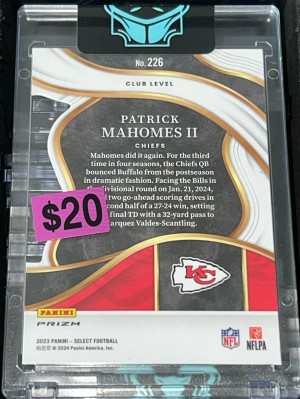 No. 226
CLUB LEVEL
PATRICK
MAHOMES II
CHIEFS
Mahomes did it again. For the third
time in four seasons, the Chiefs QB
bounced Buffalo from the postseason
in dramatic fashion. Facing the Bills in
divisional round on Jan. 21, 2024,
two go-ahead scoring drives in
second half of a 27-24 win, setting
final TD with a 32-yard pass to
arquez Valdes-Scantling.
$20
KC
PANINI
PRIZM
NFL
NFLPA
2023 PANINI – SELECT FOOTBALL
© 2024 Panini America, Inc.